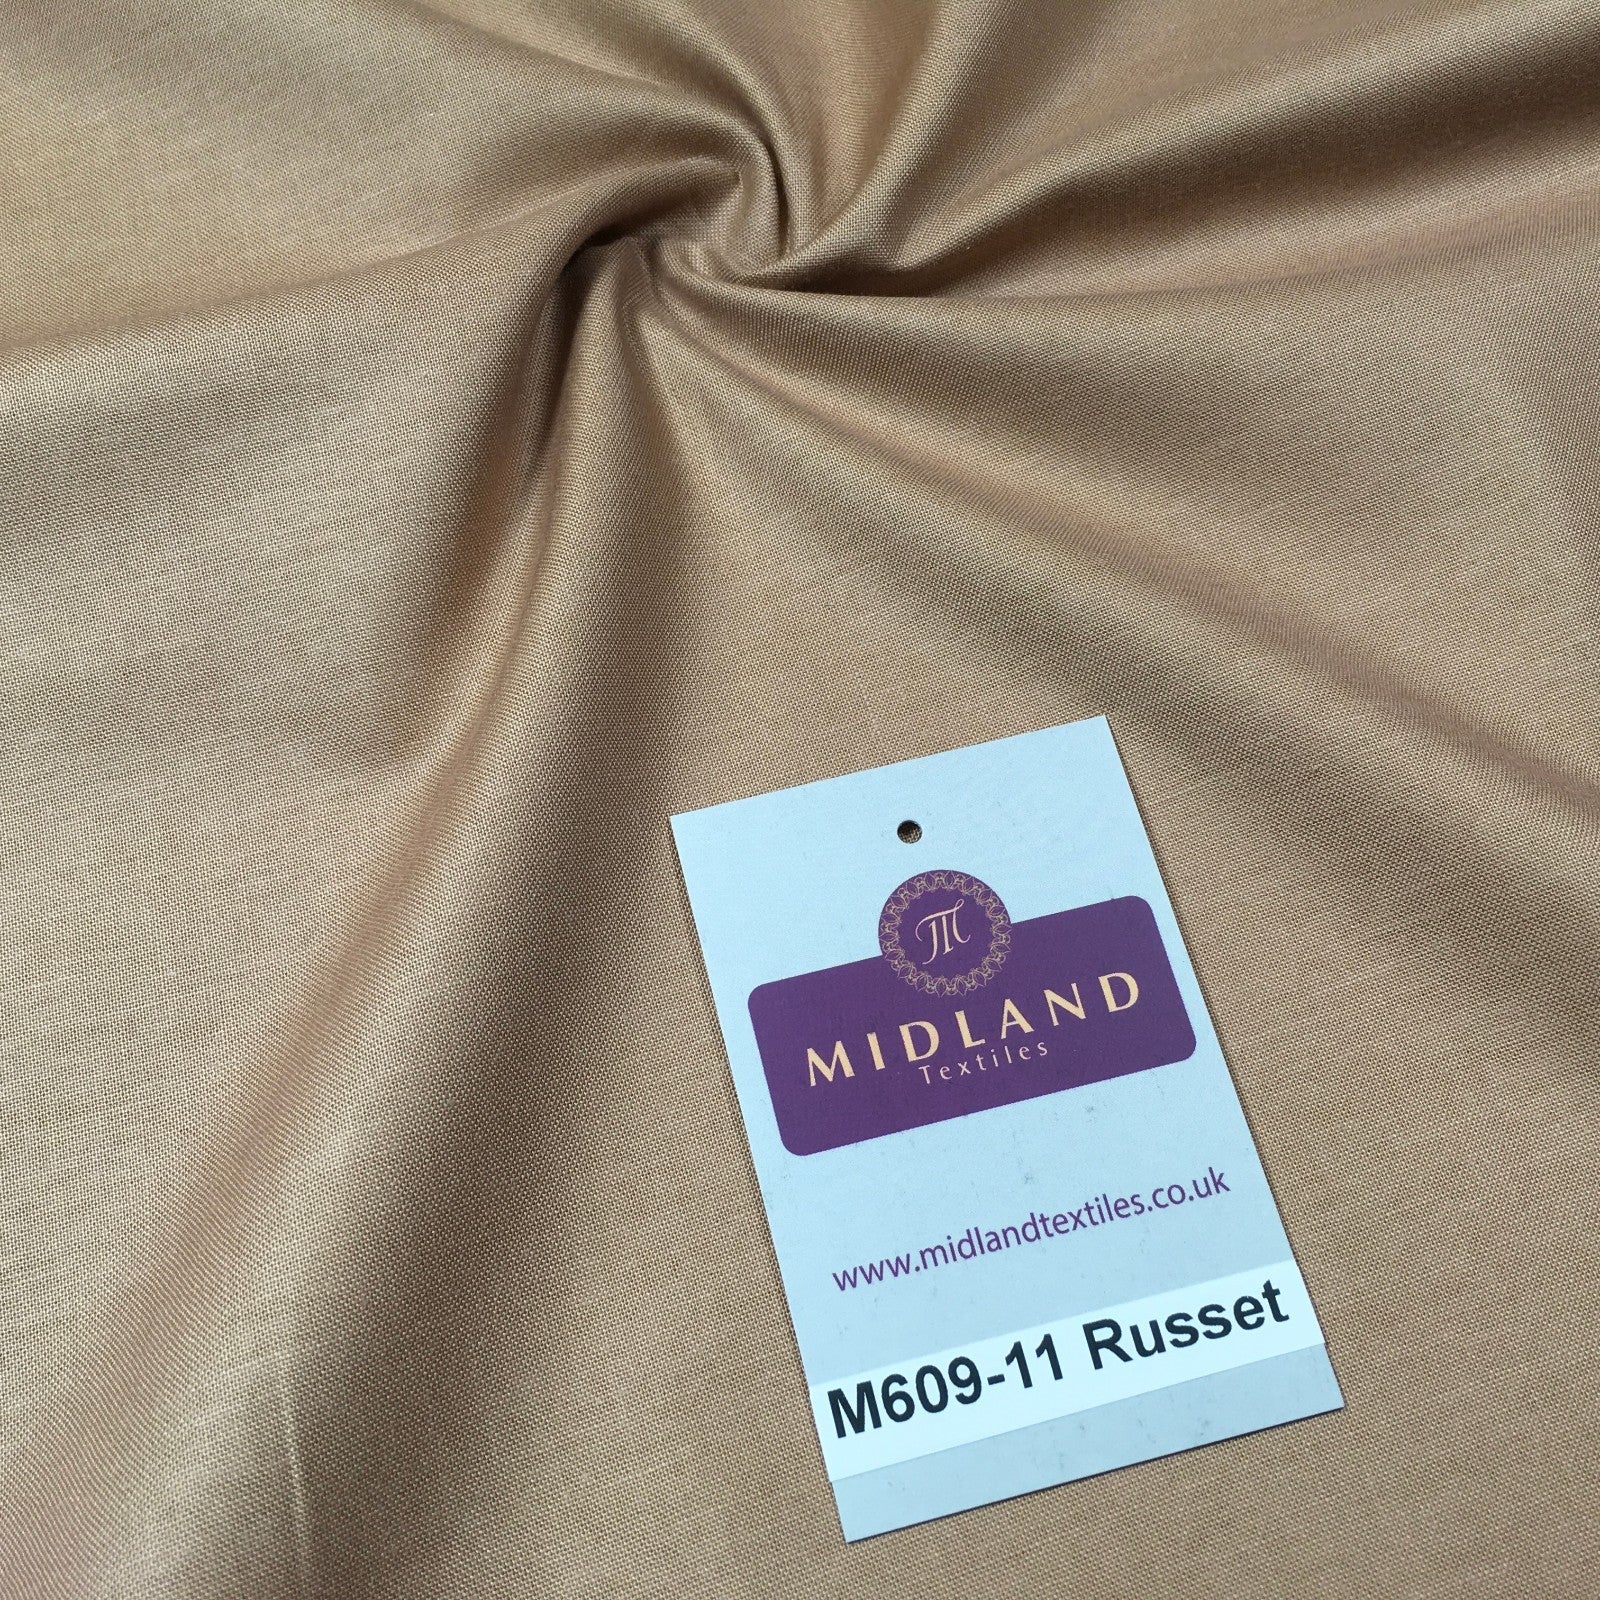 M
MIDLAND
Textiles
www.midlandtextiles.co.uk
M609-11 Russet